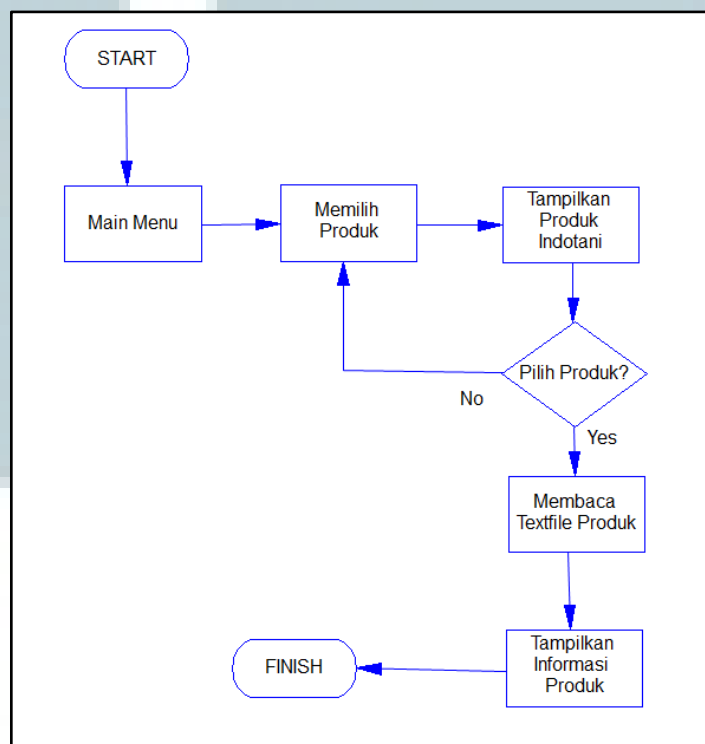 START
Main Menu
Memilih
Produk
Tampilkan
Produk
Indotani
Pilih Produk?
No
Yes
Membaca
Textfile Produk
Tampilkan
Informasi
Produk
FINISH